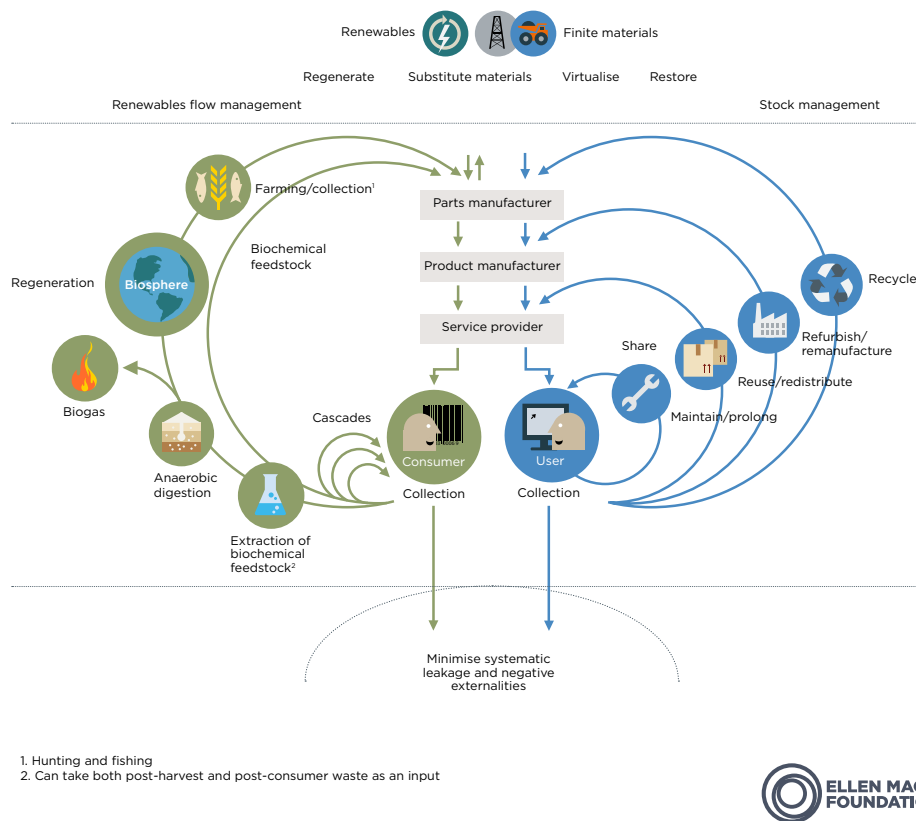 Renewables
Finite materials
Regenerate
Substitute materials
Virtualise
Restore
Renewables flow management
Stock management
Farming/collection1
Parts manufacturer
Biochemical
feedstock
Product manufacturer
Regeneration
Biosphere
Recycle
Service provider
Share
Refurbish/
remanufacture
Reuse/redistribute
Biogas
Cascades
Maintain/prolong
Consumer
User
Anaerobic
digestion
Collection
Collection
Extraction of
biochemical
feedstock2
Minimise systematic
leakage and negative
externalities
1. Hunting and fishing
2. Can take both post-harvest and post-consumer waste as an input
ELLEN MAC
FOUNDATIO